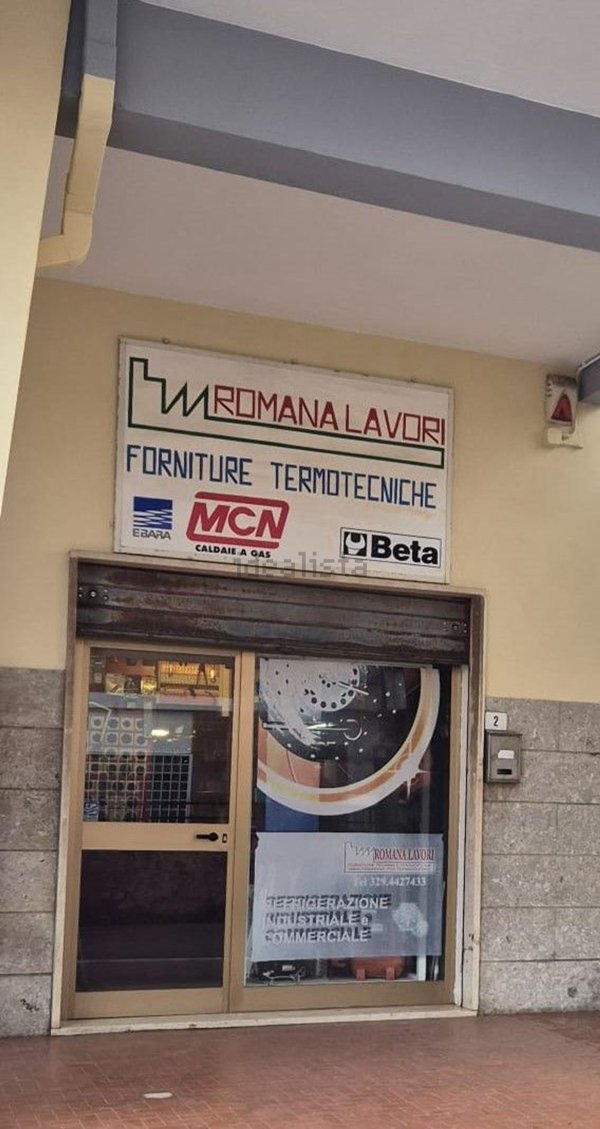 ROMANA LAVORI
FORNITURE TERMOTECNICHE
EBARA
MCN
CALDAIE A GAS
Beta
idealista
2
ROMANA LAVORI
Tel 329.4427433
REFRIGERAZIONE
INDUSTRIALE e
COMMERCIALE